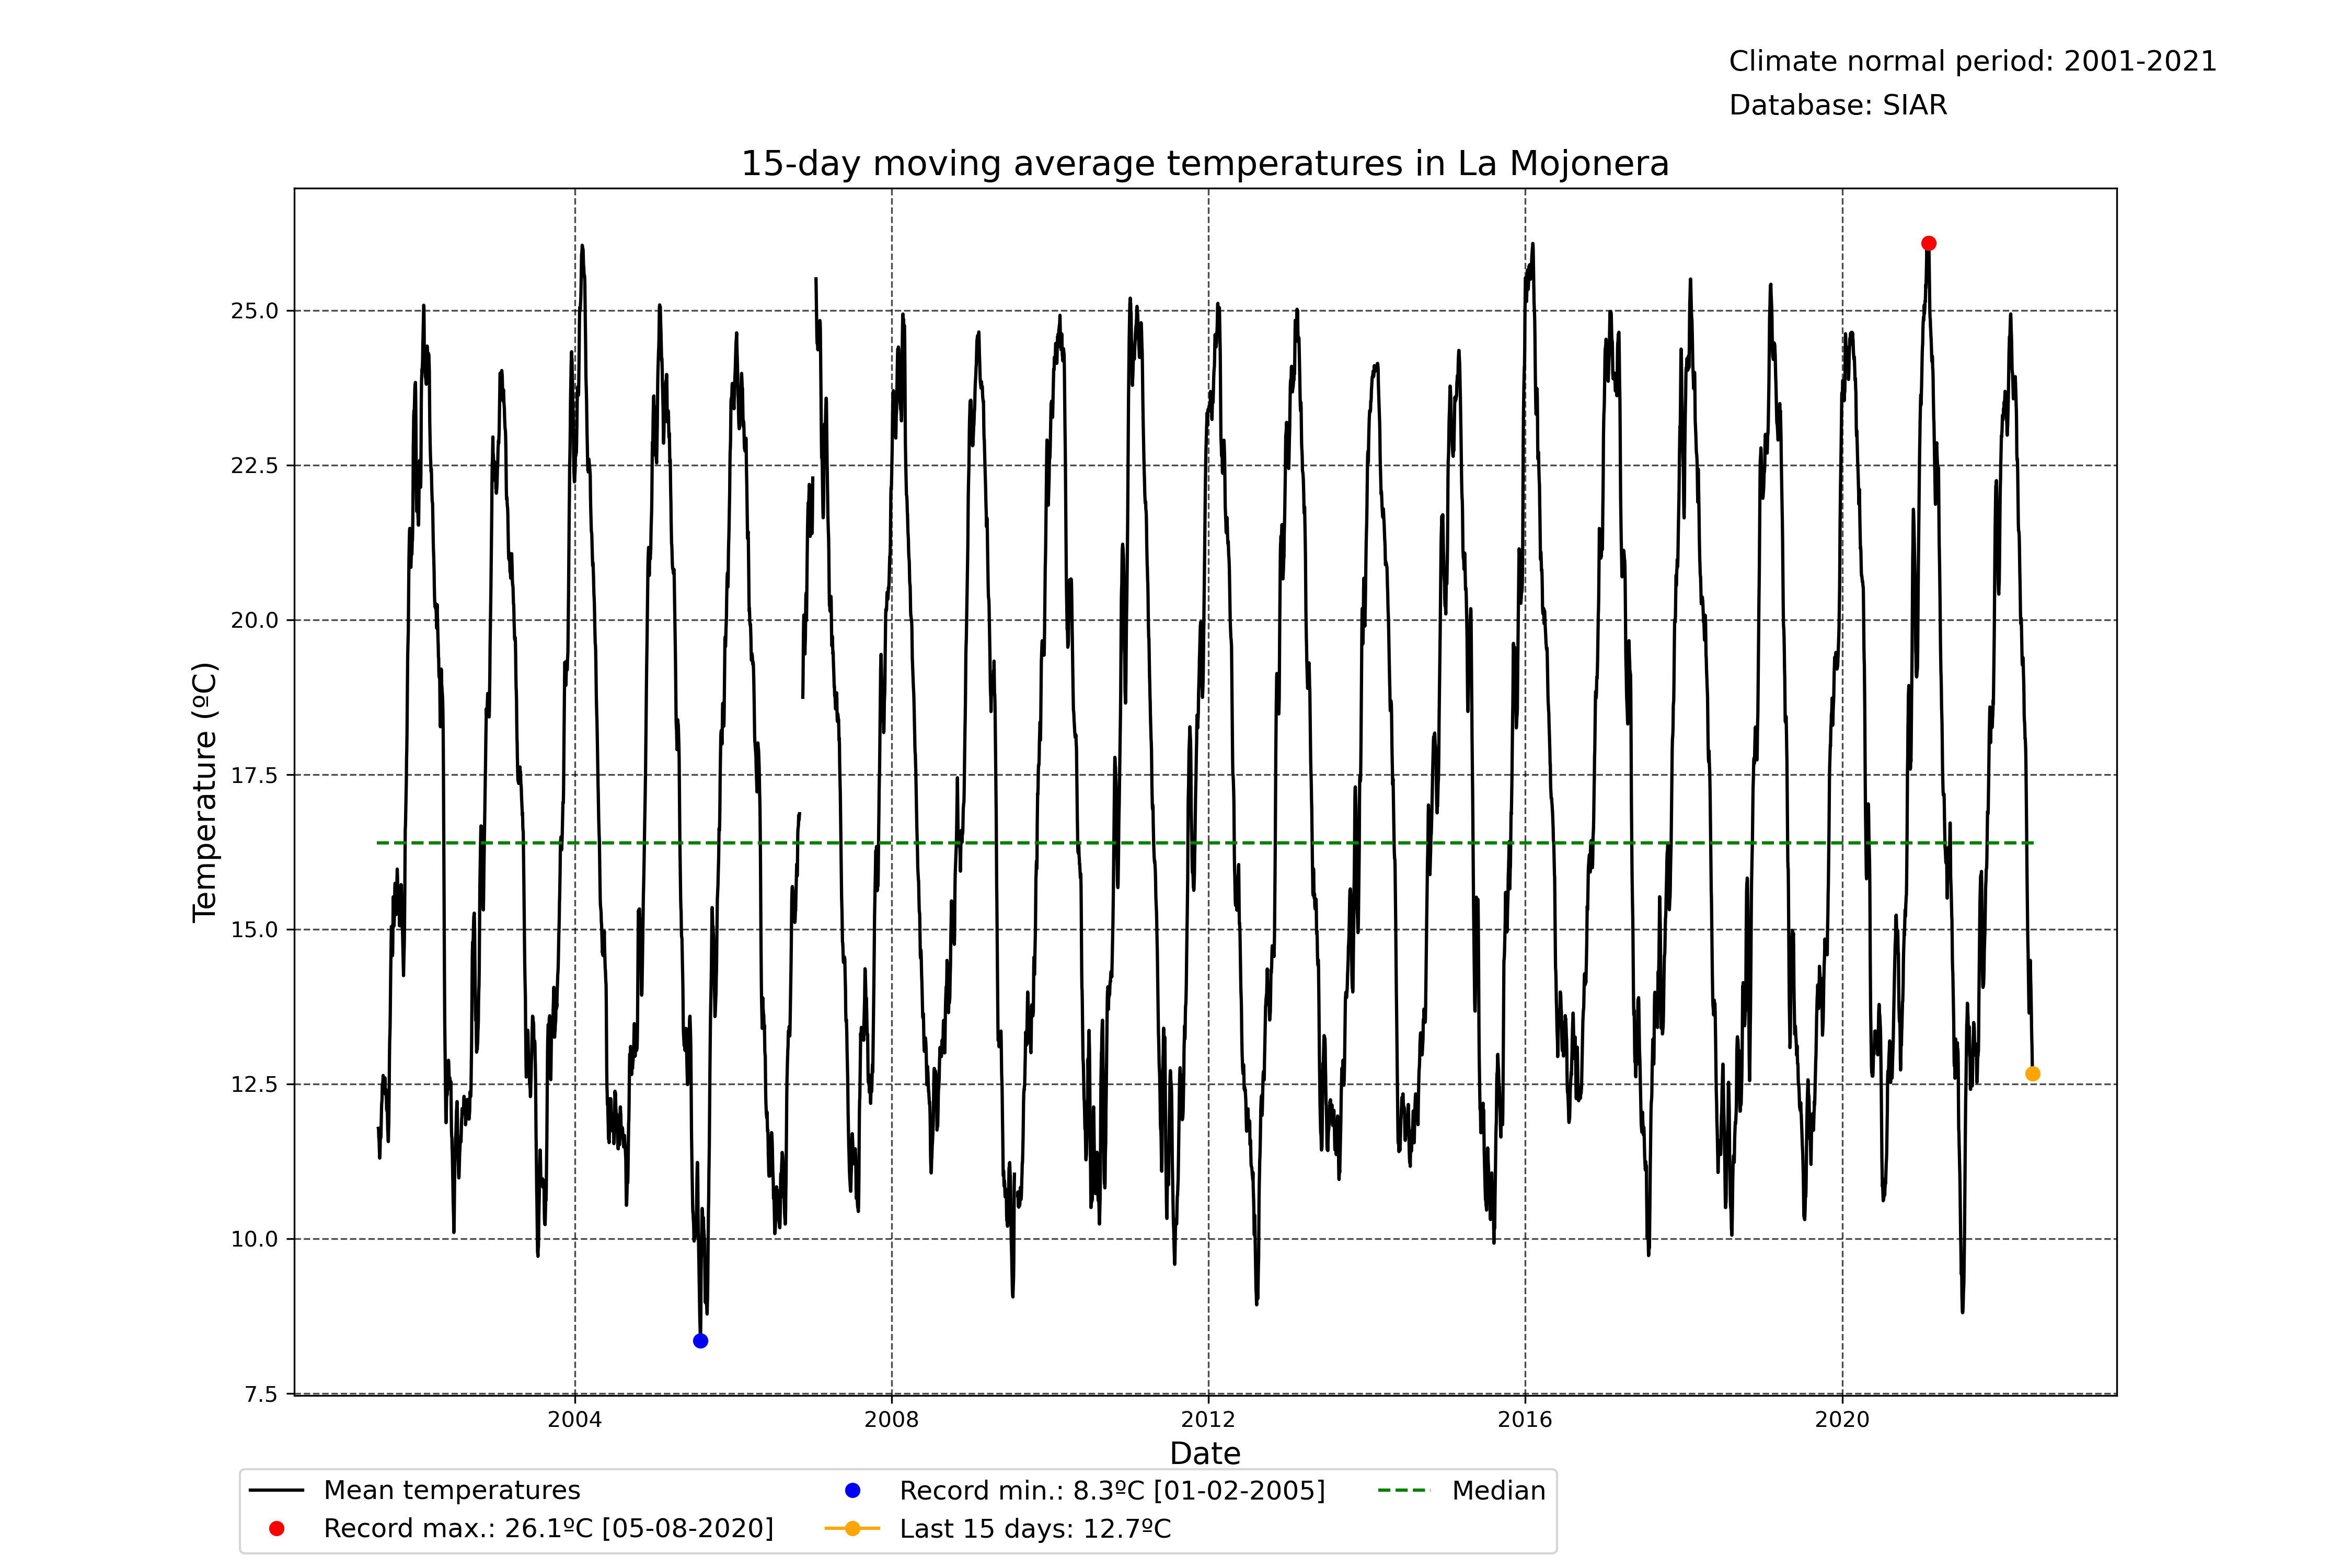 Climate normal period: 2001-2021
Database: SIAR
15-day moving average temperatures in La Mojonera
Temperature (ºC)
25.0
22.5
20.0
17.5
15.0
12.5
10.0
7.5
2004 2008 2012 2016 2020
Date
Mean temperatures
Record max.: 26.1ºC [05-08-2020]
Record min.: 8.3ºC [01-02-2005]
Last 15 days: 12.7ºC
Median